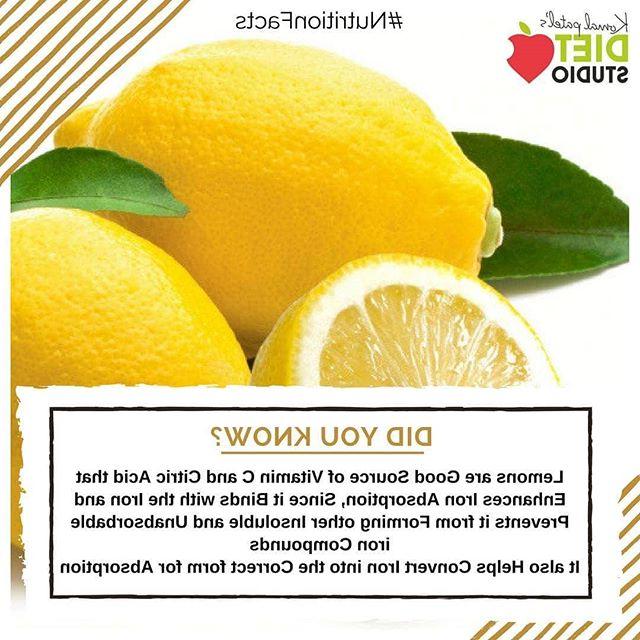 #NutritionFacts
Komal patel's
DIET
STUDIO
DID YOU KNOW?
Lemons are Good Source of Vitamin C and Citric Acid that
Enhances Iron Absorption, Since it Binds with the Iron and
Prevents it from Forming other Insoluble and Unabsorbable
iron Compounds
It also Helps Convert Iron into the Correct form for Absorption